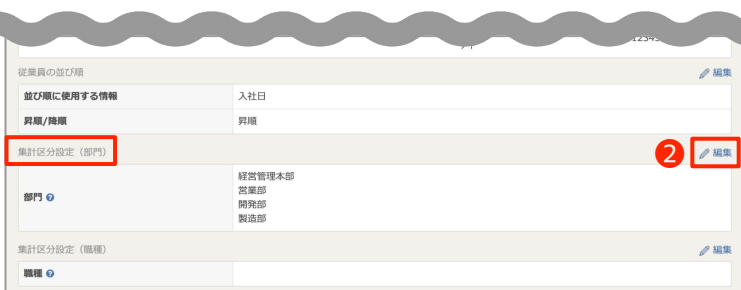 従業員の並び順
編集
並び順に使用する情報 入社日
昇順/降順 昇順
集計区分設定（部門）
2 編集
経営管理本部
営業部
部門
開発部
製造部
集計区分設定（職種）
編集
職種